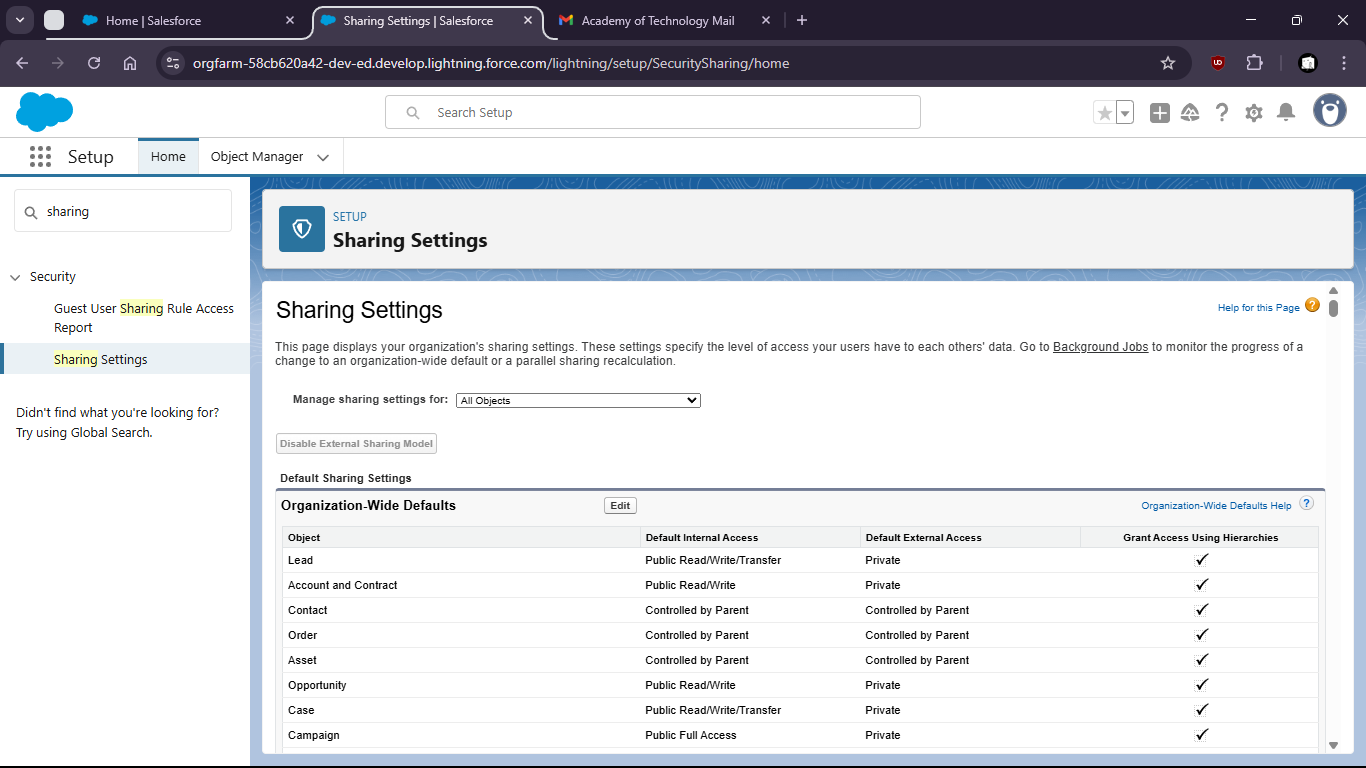 Home | Salesforce
Sharing Settings | Salesforce
Academy of Technology Mail
orgfarm-58cb620a42-dev-ed.develop.lightning.force.com/lightning/setup/SecuritySharing/home
Search Setup
Setup
Home
Object Manager
sharing
Security
Guest User Sharing Rule Access
Report
Sharing Settings
Didn't find what you're looking for?
Try using Global Search.
SETUP
Sharing Settings
Sharing Settings
Help for this Page
This page displays your organization's sharing settings. These settings specify the level of access your users have to each others' data. Go to Background Jobs to monitor the progress of a
change to an organization-wide default or a parallel sharing recalculation.
Manage sharing settings for: All Objects
Disable External Sharing Model
Default Sharing Settings
Organization-Wide Defaults Edit Organization-Wide Defaults Help ?
Object Default Internal Access Default External Access Grant Access Using Hierarchies
Lead Public Read/Write/Transfer Private
Account and Contract Public Read/Write Private
Contact Controlled by Parent Controlled by Parent
Order Controlled by Parent Controlled by Parent
Asset Controlled by Parent Controlled by Parent
Opportunity Public Read/Write Private
Case Public Read/Write/Transfer Private
Campaign Public Full Access Private